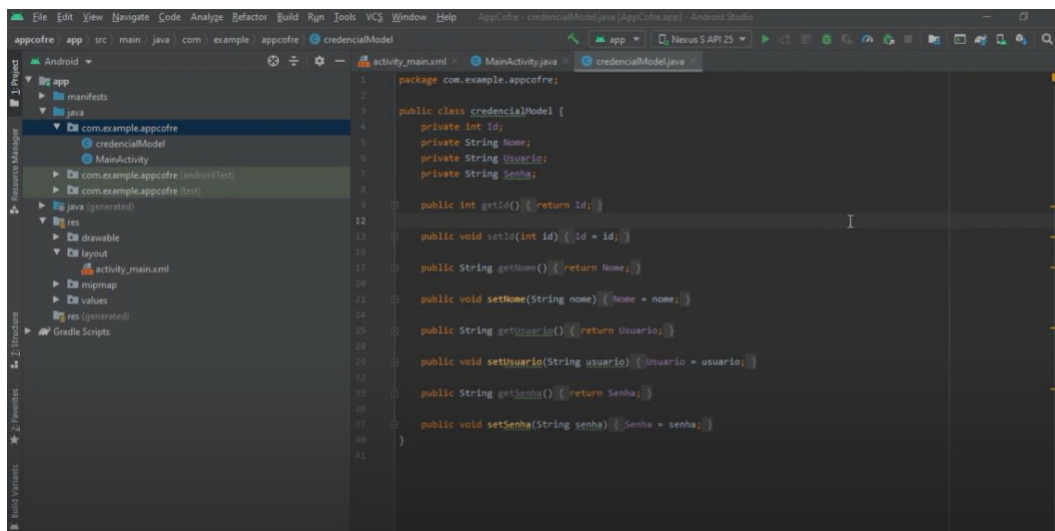 File Edit View Navigate Code Analyze Refactor Build Run Tools VCS Window Help AppCofre - credencialModel.java [AppCofre.app] - Android Studio
appcofre app src main java com example appcofre credencialModel app Nexus S API 25
1: Project
Resource Manager
2: Structure
2: Favorites
Build Variants
Android
app
manifests
java
com.example.appcofre
credencialModel
MainActivity
com.example.appcofre (androidTest)
com.example.appcofre (test)
java (generated)
res
drawable
layout
activity_main.xml
mipmap
values
res (generated)
Gradle Scripts
activity_main.xml MainActivity.java credencialModel.java
1 package com.example.appcofre;
2
3 public class credencialModel {
4 private int Id;
5 private String Nome;
6 private String Usuario;
7 private String Senha;
8
9 public int getId() { return Id; }
12
13 public void setId(int id) { Id = id; }
16
17 public String getNome() { return Nome; }
20
21 public void setNome(String nome) { Nome = nome; }
24
25 public String getUsuario() { return Usuario; }
28
29 public void setUsuario(String usuario) { Usuario = usuario; }
32
33 public String getSenha() { return Senha; }
36
37 public void setSenha(String senha) { Senha = senha; }
40 }
41